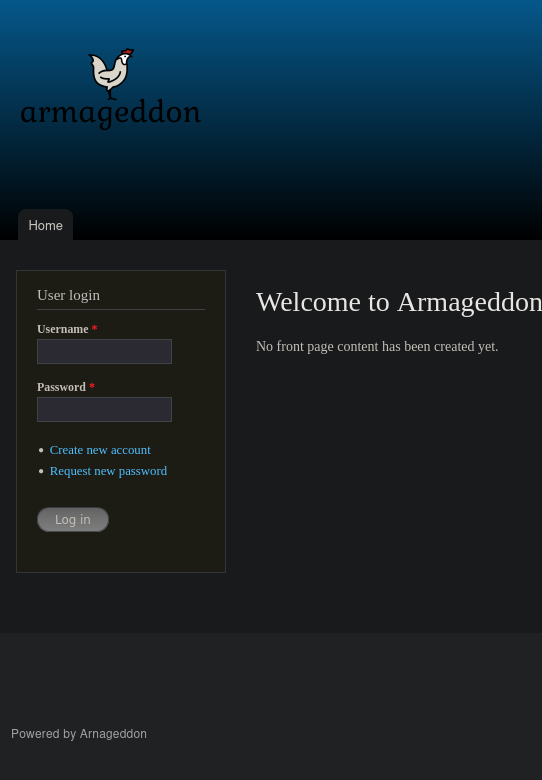 armageddon
Home
User login
Username *
Password *
Create new account
Request new password
Log in
Welcome to Armageddon
No front page content has been created yet.
Powered by Arnageddon